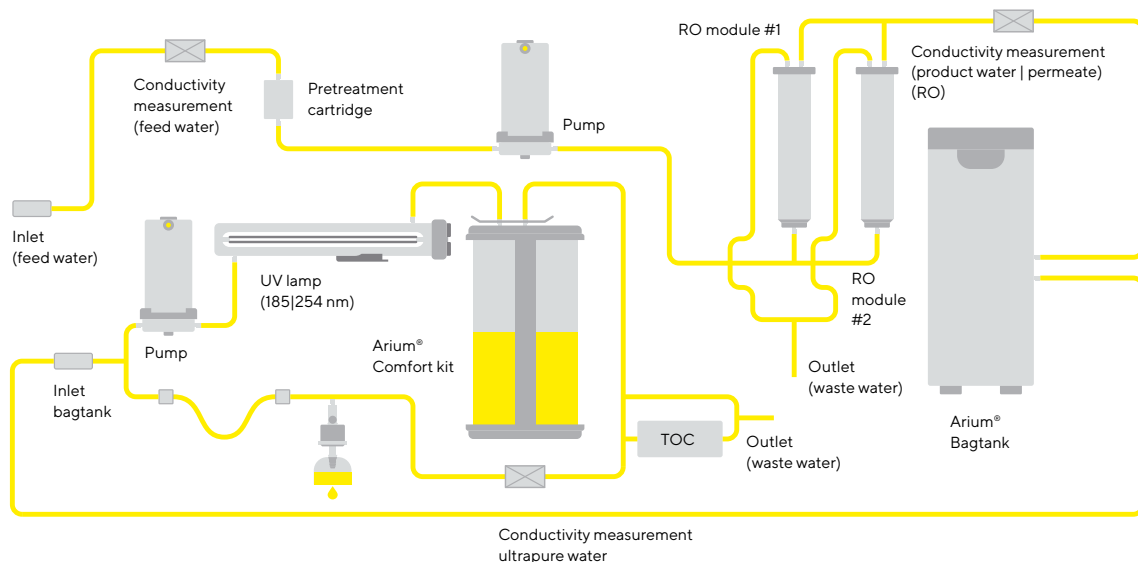 RO module #1
Conductivity measurement
(product water | permeate)
(RO)
Conductivity
measurement
(feed water)
Pretreatment
cartridge
Pump
Inlet
(feed water)
UV lamp
(185|254 nm)
RO
module
#2
Pump
Arium®
Comfort kit
Inlet
bagtank
Outlet
(waste water)
Arium®
Bagtank
TOC
Outlet
(waste water)
Conductivity measurement
ultrapure water